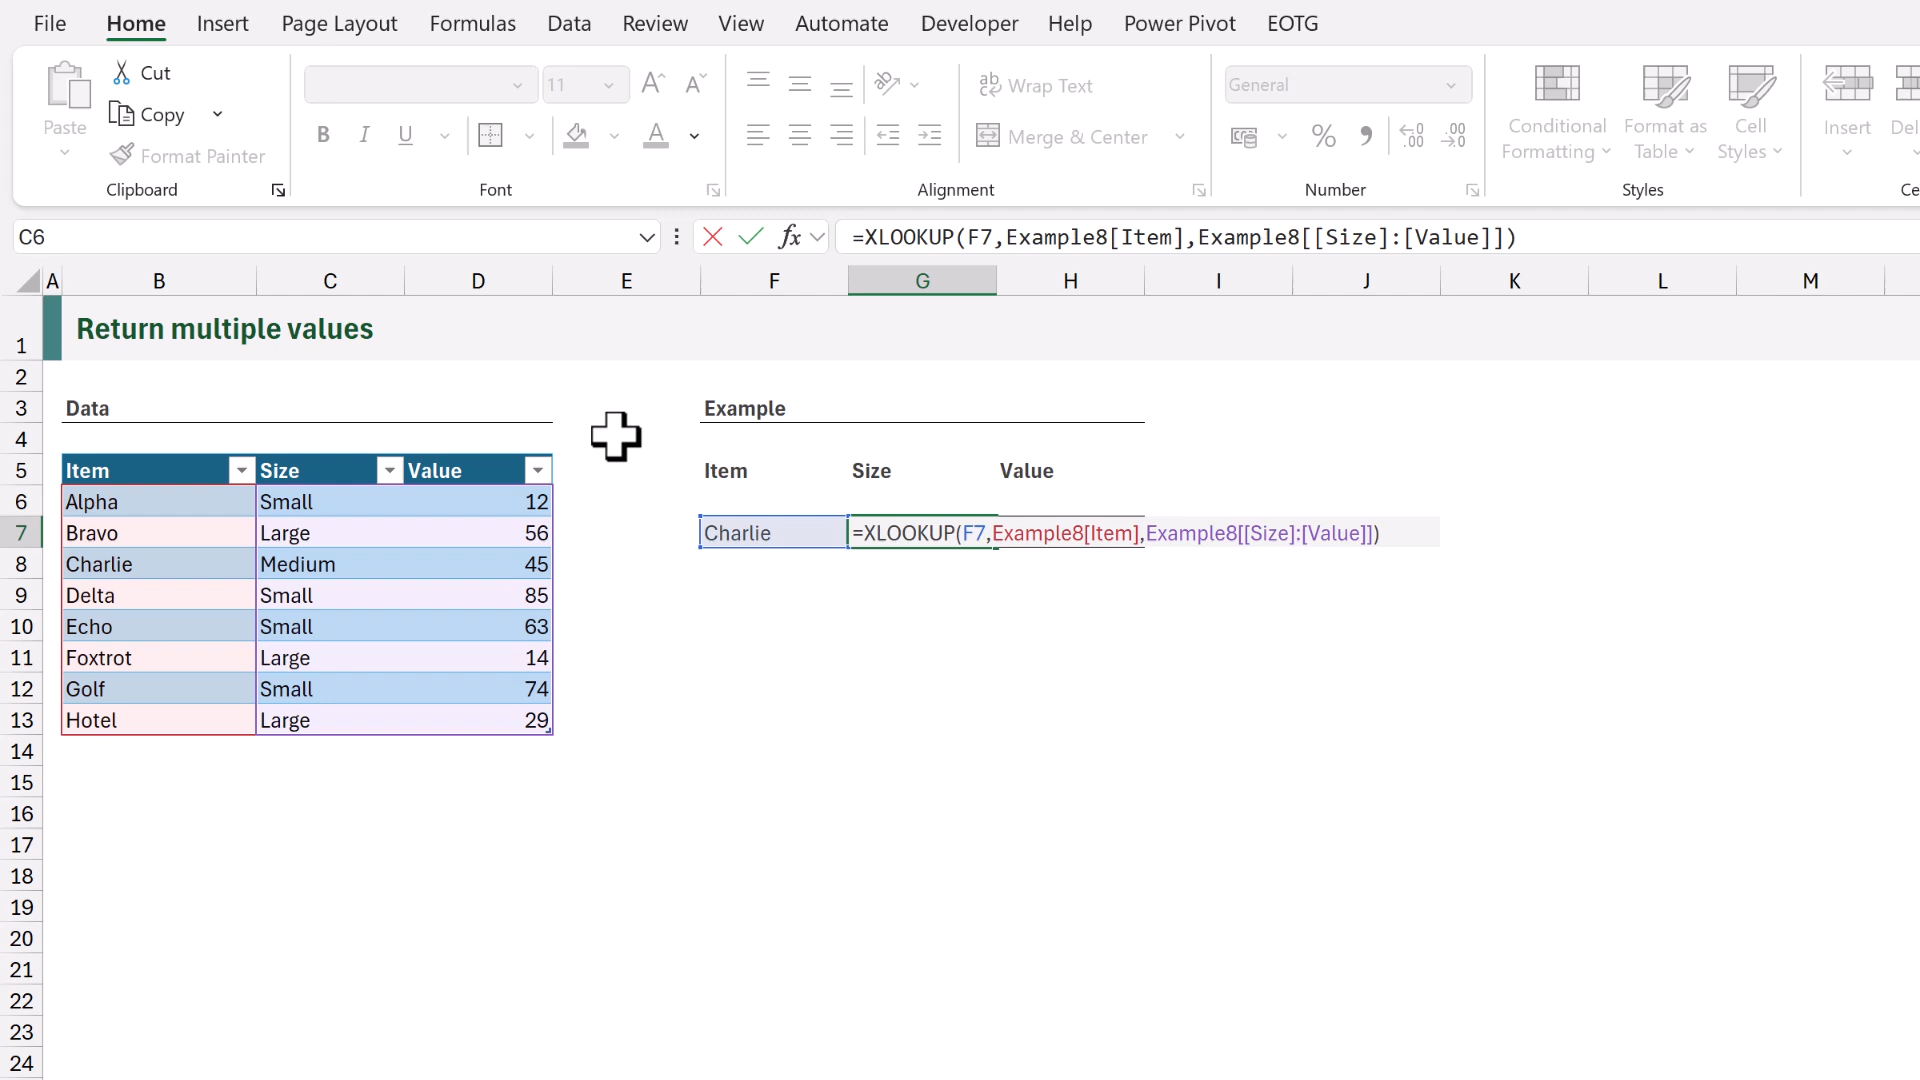 File Home Insert Page Layout Formulas Data Review View Automate Developer Help Power Pivot EOTG
Paste
Cut
Copy
Format Painter
Clipboard
11
B I U
Font
Wrap Text
Merge & Center
Alignment
General
Number
Conditional Formatting
Format as Table
Cell Styles
Styles
Insert
Del
Ce
C6
fx
=XLOOKUP(F7,Example8[Item],Example8[[Size]:[Value]])
A B C D E F G H I J K L M
1 Return multiple values
2
3 Data Example
4
5 Item Size Value Item Size Value
6 Alpha Small 12
7 Bravo Large 56 Charlie =XLOOKUP(F7,Example8[Item],Example8[[Size]:[Value]])
8 Charlie Medium 45
9 Delta Small 85
10 Echo Small 63
11 Foxtrot Large 14
12 Golf Small 74
13 Hotel Large 29
14
15
16
17
18
19
20
21
22
23
24